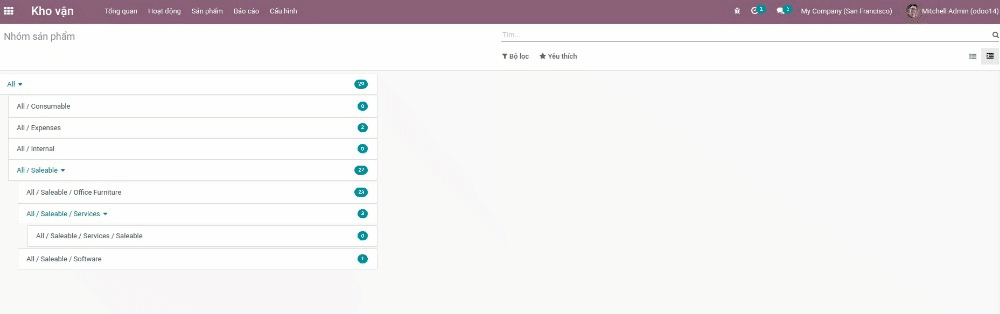 Kho vận Tổng quan Hoạt động Sản phẩm Báo cáo Cấu hình My Company (San Francisco) Mitchell Admin (odoo14)
Nhóm sản phẩm Tìm...
Bộ lọc Yêu thích
All 29
All / Consumable 0
All / Expenses 2
All / Internal 0
All / Saleable 27
All / Saleable / Office Furniture 23
All / Saleable / Services 3
All / Saleable / Services / Saleable 0
All / Saleable / Software 1